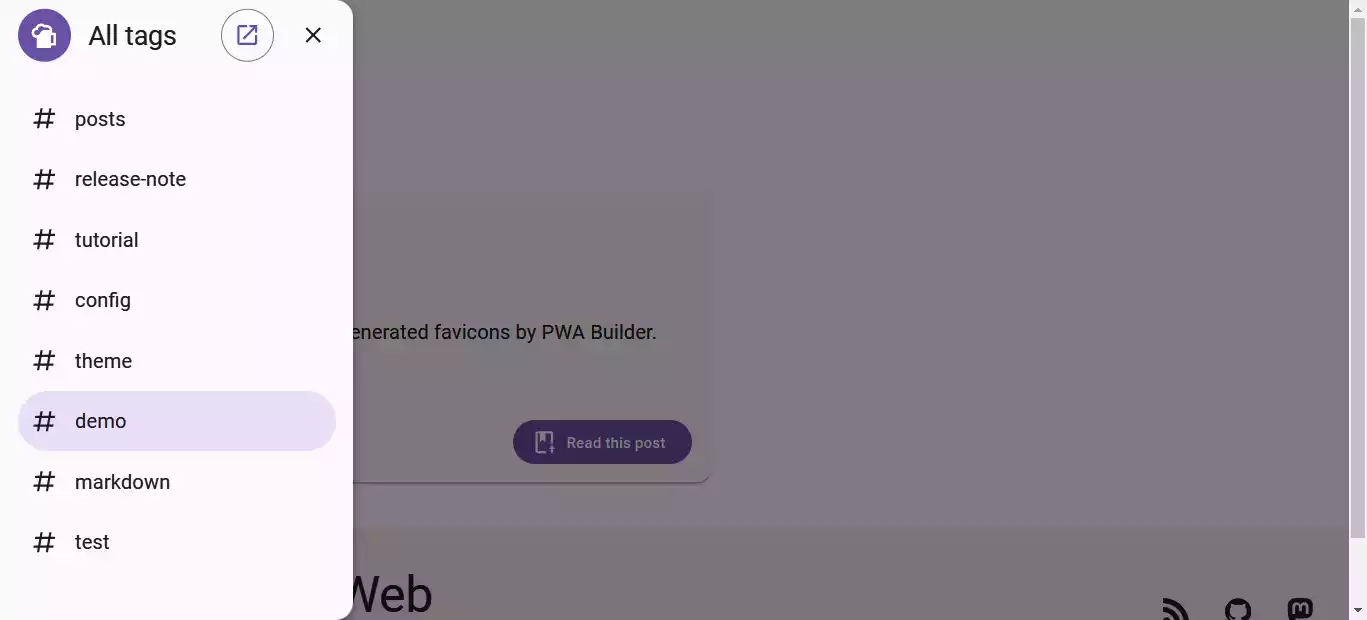 All tags
# posts
# release-note
# tutorial
# config
# theme
# demo
# markdown
# test
enerated favicons by PWA Builder.
Read this post
Web